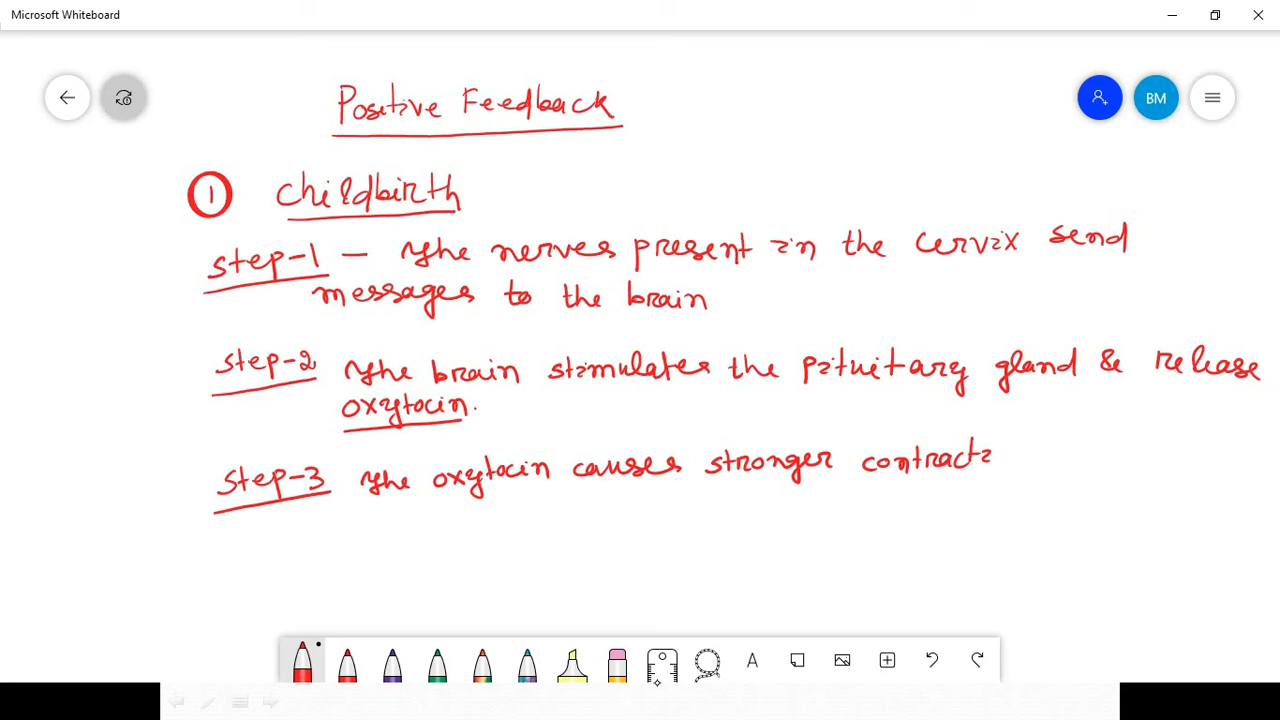 Microsoft Whiteboard
BM
Positive Feedback
1 Childbirth
Step-1 - The nerves present in the cervix send
messages to the brain
Step-2 The brain stimulates the pituitary gland & release
oxytocin.
Step-3 The oxytocin causes stronger contracti
A